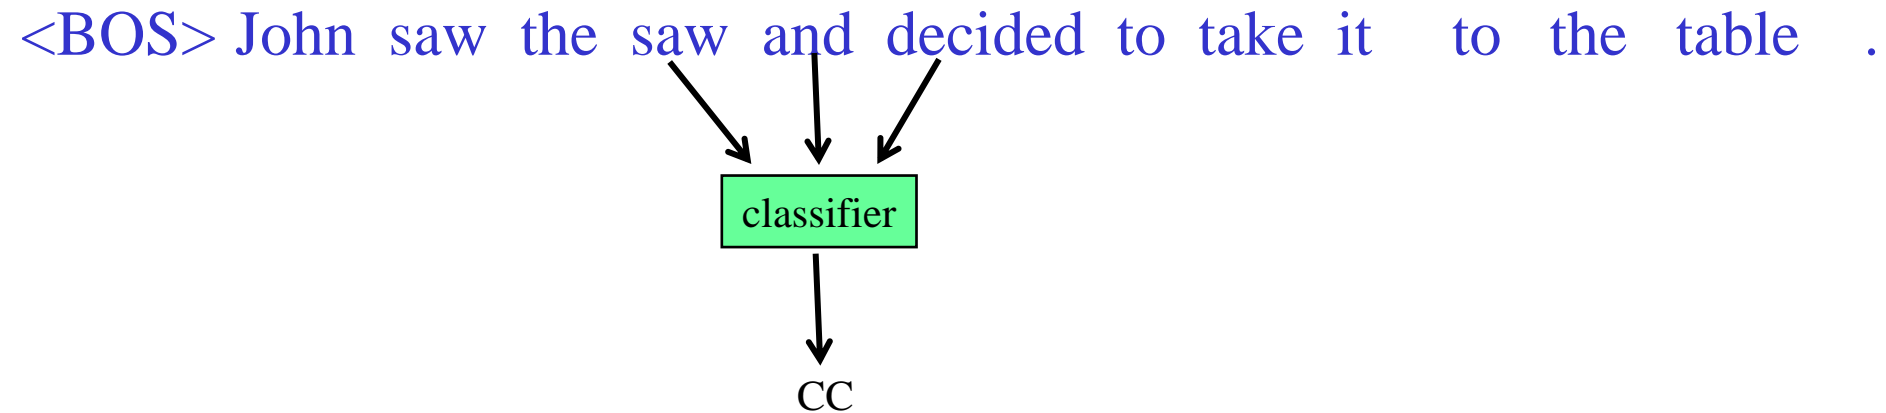 <BOS> John saw the saw and decided to take it to the table .
classifier
CC